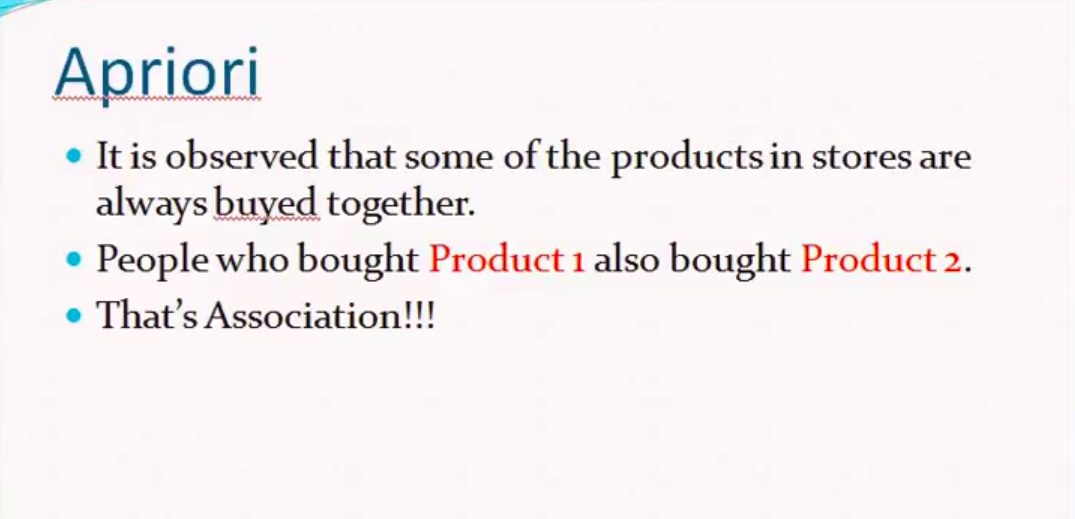 Apriori
It is observed that some of the products in stores are
always buyed together.
People who bought Product 1 also bought Product 2.
That’s Association!!!